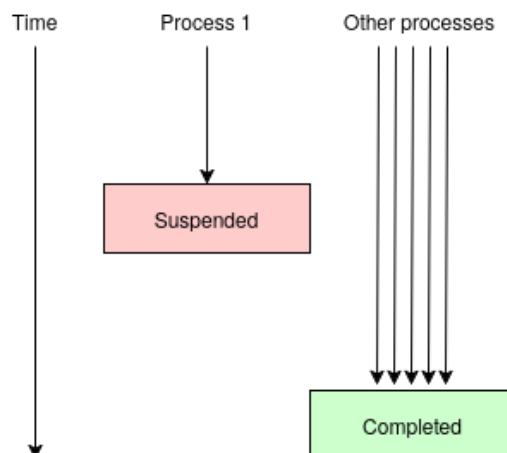 Time
Process 1
Other processes
Suspended
Completed